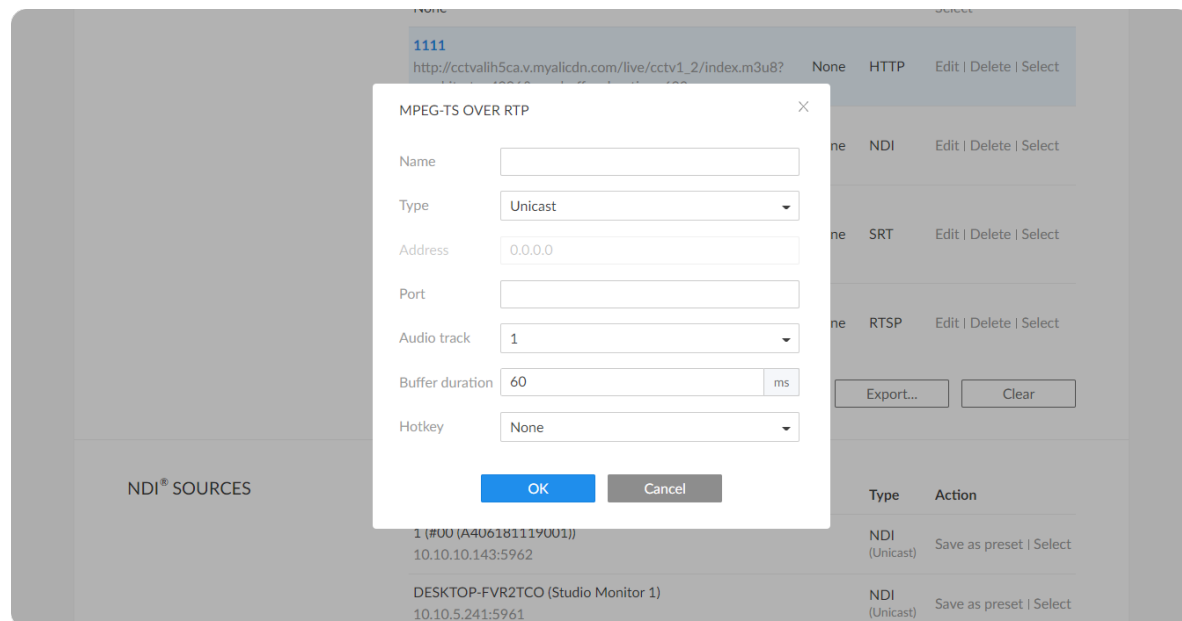 1111
http://cctvalih5ca.v.myalicdn.com/live/cctv1_2/index.m3u8?
None HTTP Edit | Delete | Select
MPEG-TS OVER RTP
Name
Type Unicast
NDI Edit | Delete | Select
Address 0.0.0.0
SRT Edit | Delete | Select
Port
Audio track 1
RTSP Edit | Delete | Select
Buffer duration 60 ms
Export... Clear
Hotkey None
OK Cancel
NDI® SOURCES
Type Action
1 (#00 (A406181119001))
10.10.10.143:5962
NDI
(Unicast)
Save as preset | Select
DESKTOP-FVR2TCO (Studio Monitor 1)
10.10.5.241:5961
NDI
(Unicast)
Save as preset | Select